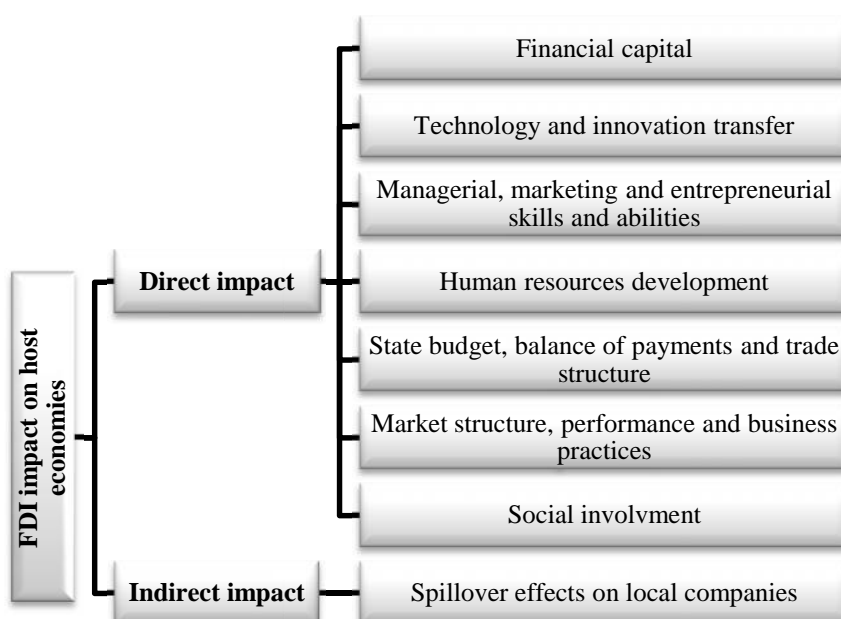 FDI impact on host
economies
Direct impact
Financial capital
Technology and innovation transfer
Managerial, marketing and entrepreneurial
skills and abilities
Human resources development
State budget, balance of payments and trade
structure
Market structure, performance and business
practices
Social involvment
Indirect impact
Spillover effects on local companies